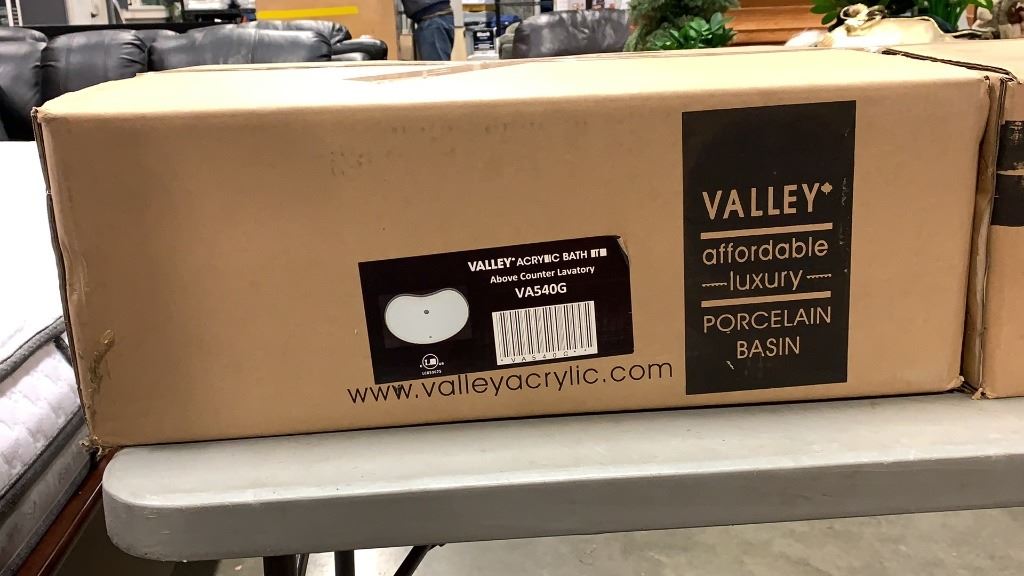 VALLEY
affordable
luxury
PORCELAIN
BASIN
VALLEY ACRYLIC BATH
Above Counter Lavatory
VA540G
*VA540G*
www.valleyacrylic.com